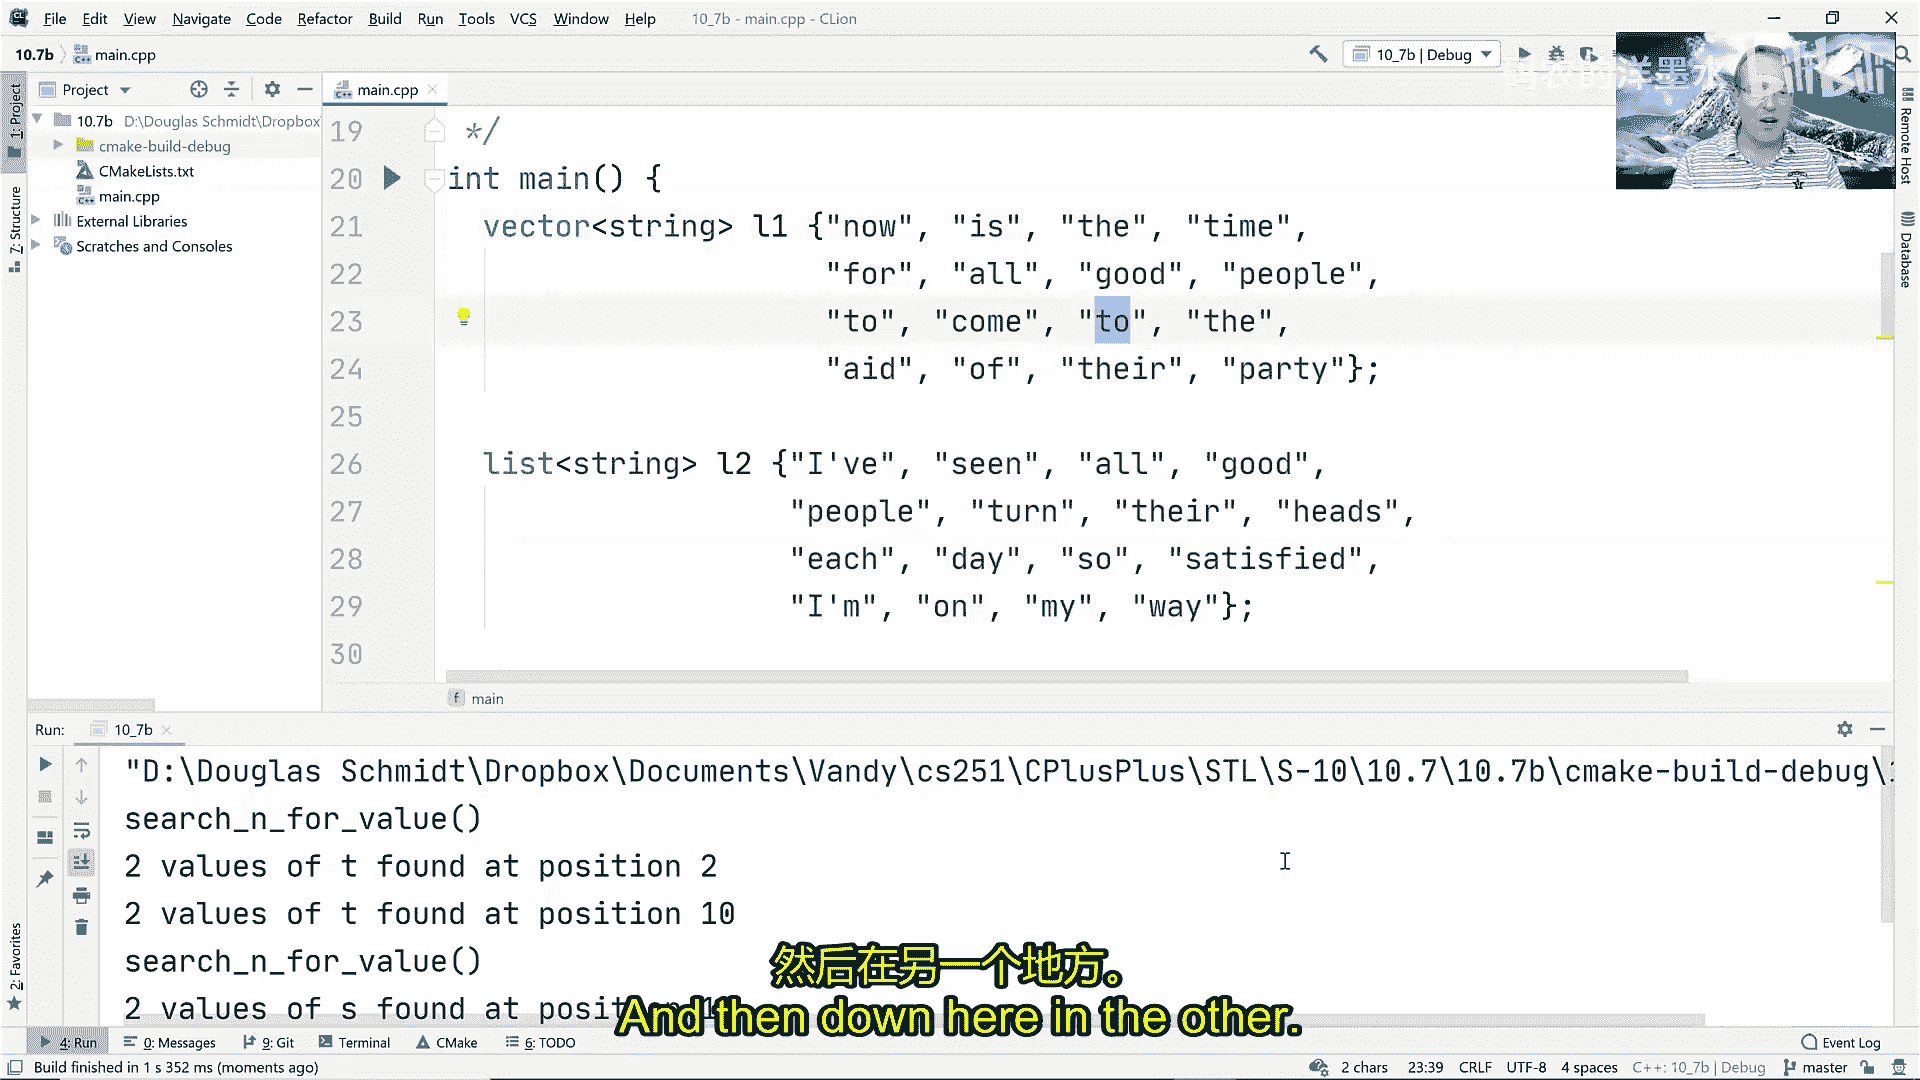 File Edit View Navigate Code Refactor Build Run Tools VCS Window Help 10_7b - main.cpp - CLion
10.7b main.cpp 10_7b | Debug
bilibili
Project main.cpp
1: Project
7: Structure
2: Favorites
Remote Host
Database
10.7b D:\Douglas Schmidt\Dropbox
cmake-build-debug
CMakeLists.txt
main.cpp
External Libraries
Scratches and Consoles
19 */
20 int main() {
21 vector<string> l1 {"now", "is", "the", "time",
22 "for", "all", "good", "people",
23 "to", "come", "to", "the",
24 "aid", "of", "their", "party"};
25
26 list<string> l2 {"I've", "seen", "all", "good",
27 "people", "turn", "their", "heads",
28 "each", "day", "so", "satisfied",
29 "I'm", "on", "my", "way"};
30
f main
Run: 10_7b
"D:\Douglas Schmidt\Dropbox\Documents\Vandy\cs251\CPlusPlus\STL\S-10\10.7\10.7b\cmake-build-debug\
search_n_for_value()
2 values of t found at position 2
2 values of t found at position 10
search_n_for_value()
2 values of s found at
然后在另一个地方。
And then down here in the other.
4: Run 0: Messages 9: Git Terminal CMake 6: TODO Event Log
Build finished in 1 s 352 ms (moments ago) 2 chars 23:39 CRLF UTF-8 4 spaces C++: 10_7b | Debug master